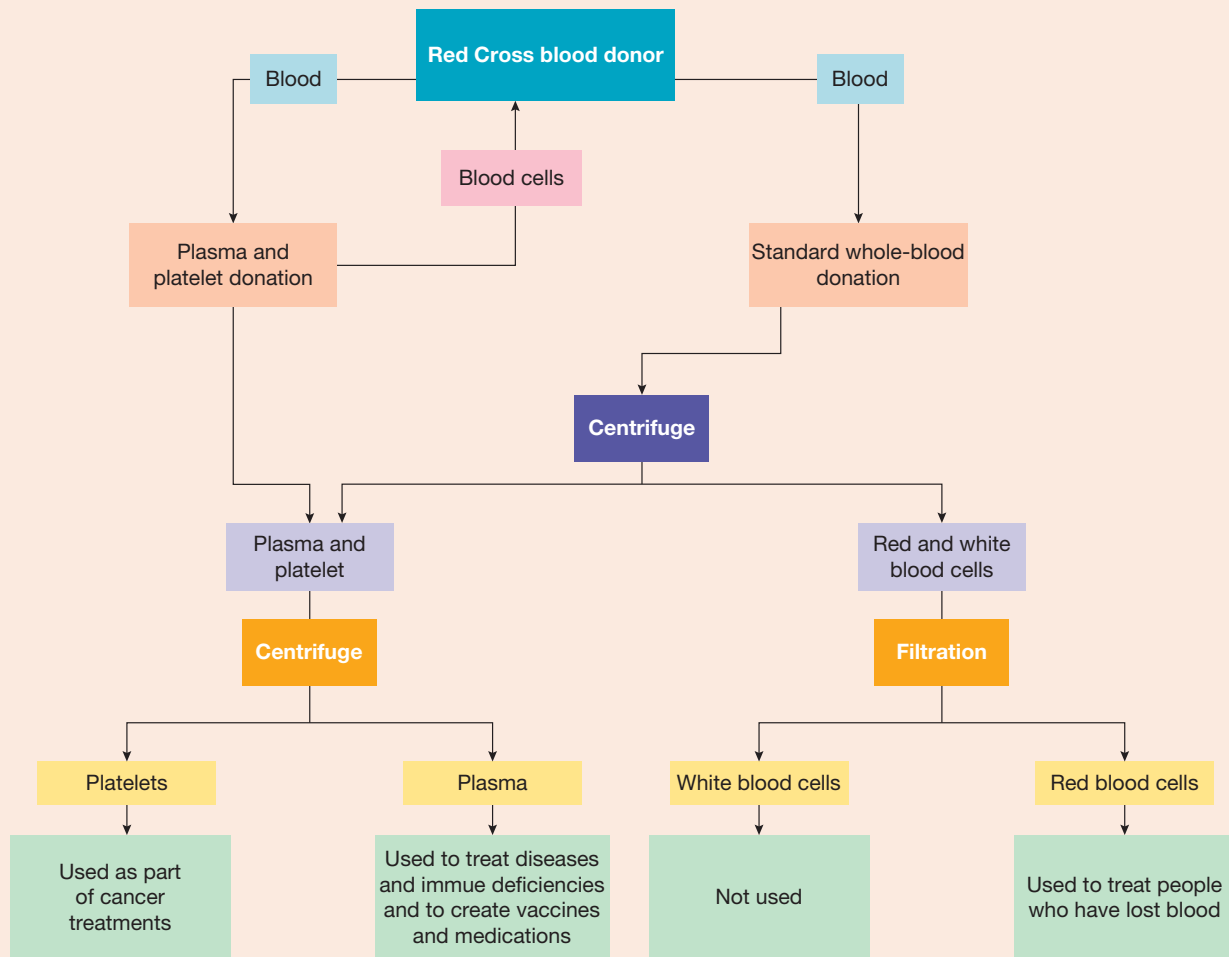 Red Cross blood donor
Blood
Blood
Blood cells
Plasma and
platelet donation
Standard whole-blood
donation
Centrifuge
Plasma and
platelet
Red and white
blood cells
Centrifuge
Filtration
Platelets
Plasma
White blood cells
Red blood cells
Used as part
of cancer
treatments
Used to treat diseases
and immue deficiencies
and to create vaccines
and medications
Not used
Used to treat people
who have lost blood